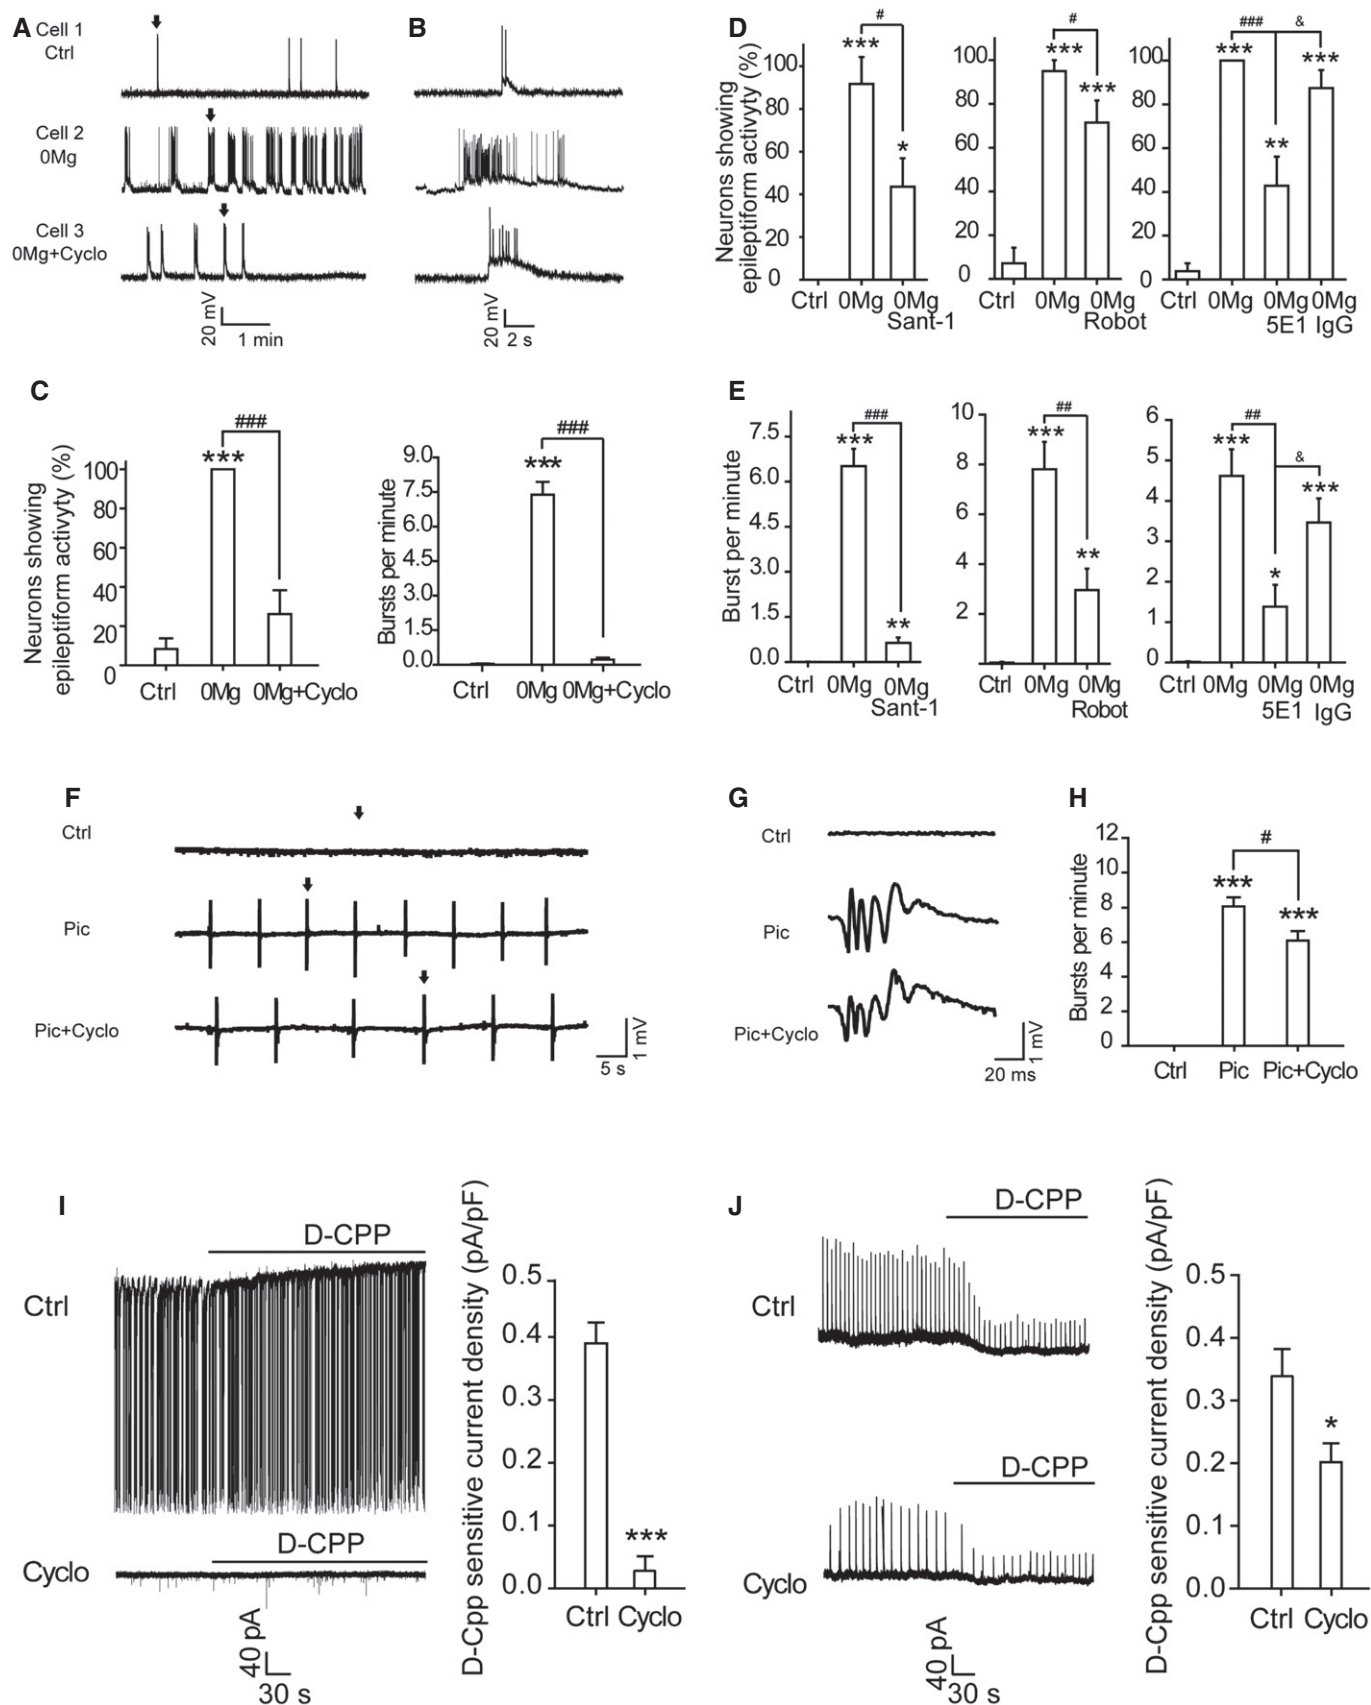 A
Cell 1
Ctrl
Cell 2
0Mg
Cell 3
0Mg+Cyclo
20 mV
1 min
B
20 mV
2 s
C
Neurons showing
epileptiform activyty (%)
100
80
60
40
20
0
***
###
Ctrl 0Mg 0Mg+Cyclo
Bursts per minute
9.0
7.5
6.0
4.5
3.0
1.5
0.0
***
###
Ctrl 0Mg 0Mg+Cyclo
D
Neurons showing
epileptiform activyty (%)
100
80
60
40
20
0
#
***
*
Ctrl 0Mg 0Mg
Sant-1
100
80
60
40
20
0
#
***
***
Ctrl 0Mg 0Mg
Robot
100
80
60
40
20
0
### &
***
**
***
Ctrl 0Mg 0Mg 0Mg
5E1 IgG
E
Burst per minute
7.5
6.0
4.5
3.0
1.5
0.0
###
***
**
Ctrl 0Mg 0Mg
Sant-1
10
8
6
4
2
##
***
**
Ctrl 0Mg 0Mg
Robot
6
5
4
3
2
1
0
##
&
***
*
***
Ctrl 0Mg 0Mg 0Mg
5E1 IgG
F
Ctrl
Pic
Pic+Cyclo
5 s
1 mV
G
Ctrl
Pic
Pic+Cyclo
20 ms
1 mV
H
Bursts per minute
12
10
8
6
4
2
0
#
***
***
Ctrl Pic Pic+Cyclo
I
D-CPP
Ctrl
D-CPP
Cyclo
40 pA
30 s
D-Cpp sensitive current density (pA/pF)
0.5
0.4
0.3
0.2
0.1
0.0
***
Ctrl Cyclo
J
D-CPP
Ctrl
D-CPP
Cyclo
40 pA
30 s
D-Cpp sensitive current density (pA/pF)
0.5
0.4
0.3
0.2
0.1
0.0
*
Ctrl Cyclo